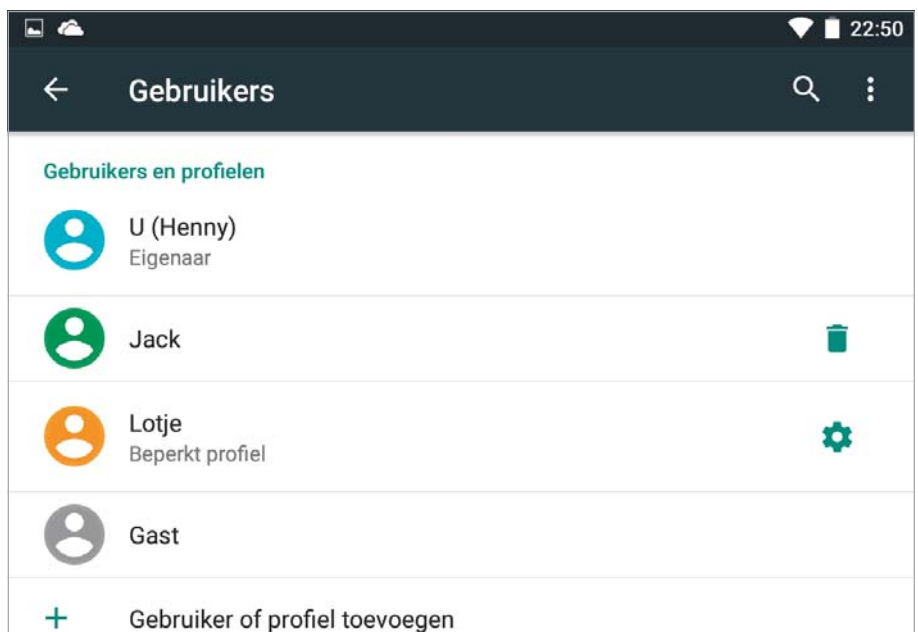 22:50
Gebruikers
Gebruikers en profielen
U (Henny)
Eigenaar
Jack
Lotje
Beperkt profiel
Gast
Gebruiker of profiel toevoegen